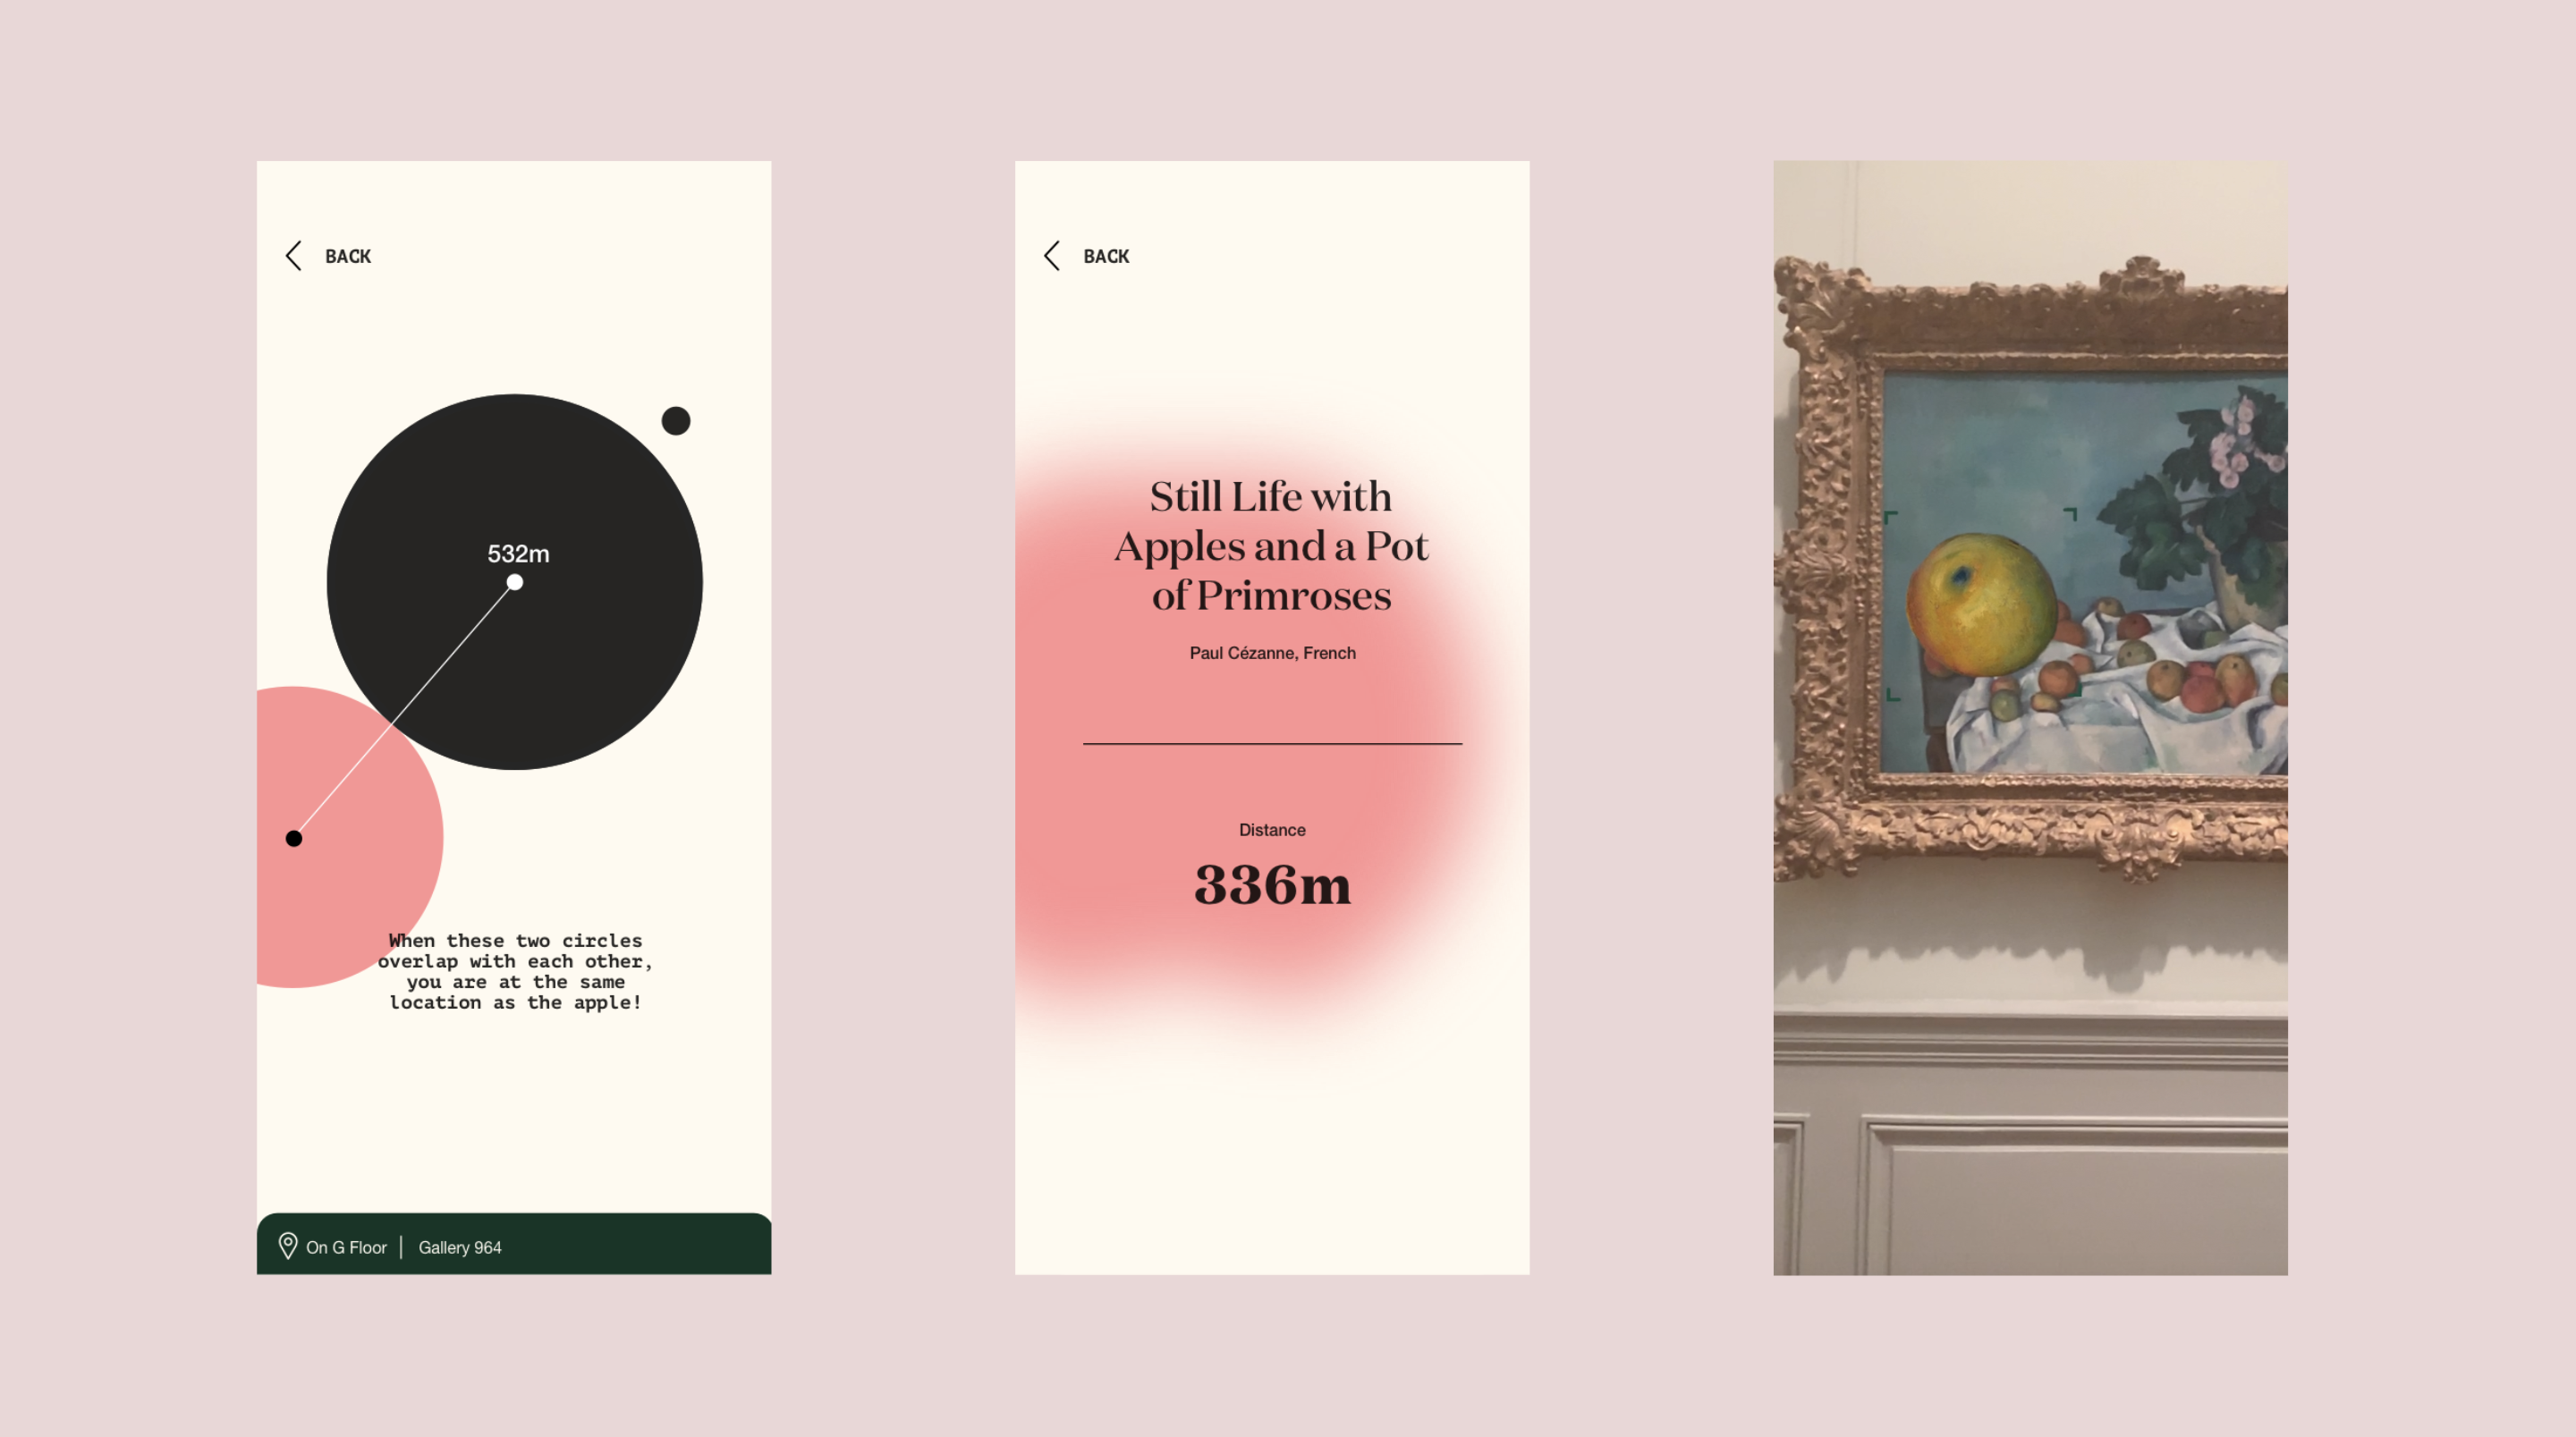 BACK
532m
When these two circles
overlap with each other,
you are at the same
location as the apple!
On G Floor | Gallery 964
BACK
Still Life with
Apples and a Pot
of Primroses
Paul Cézanne, French
Distance
336m